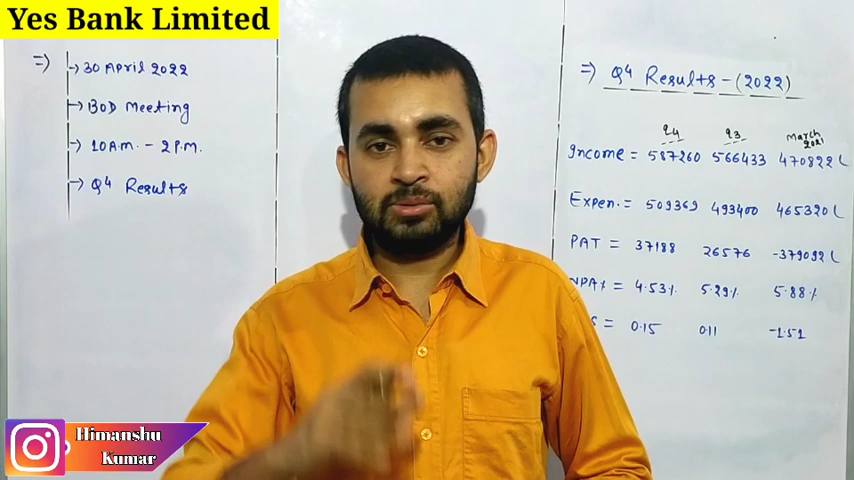 Yes Bank Limited
=> -> 30 April 2022
-> BOD Meeting
-> 10A.M. - 2 P.M.
-> Q4 Results
=> Q4 Results - (2022)
Q4 Q3 March 2021
Income = 587260 566433 470822 L
Expen. = 509369 493400 465320 L
PAT = 37188 26576 -379092 L
NPA% = 4.53% 5.29% 5.88%
S = 0.15 0.11 -1.51
Himanshu
Kumar